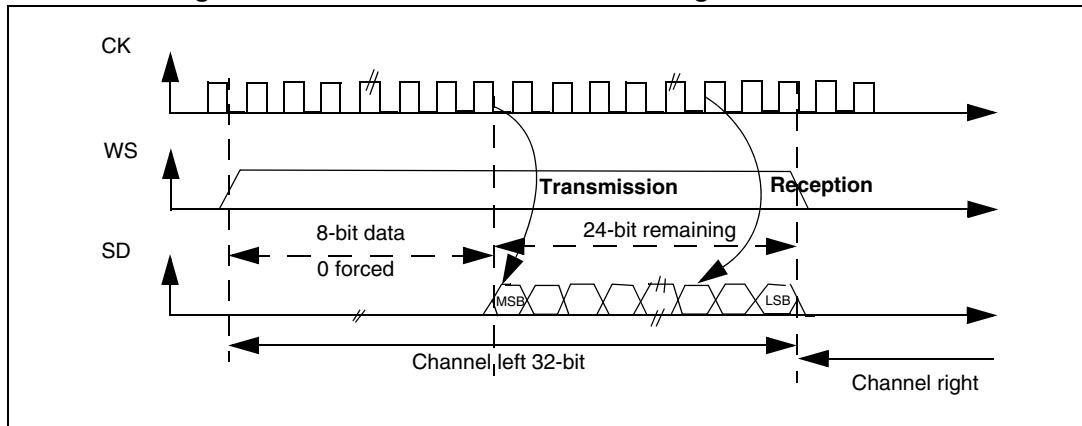 CK
WS
Transmission
Reception
8-bit data
24-bit remaining
SD
0 forced
MSB
LSB
Channel left 32-bit
Channel right